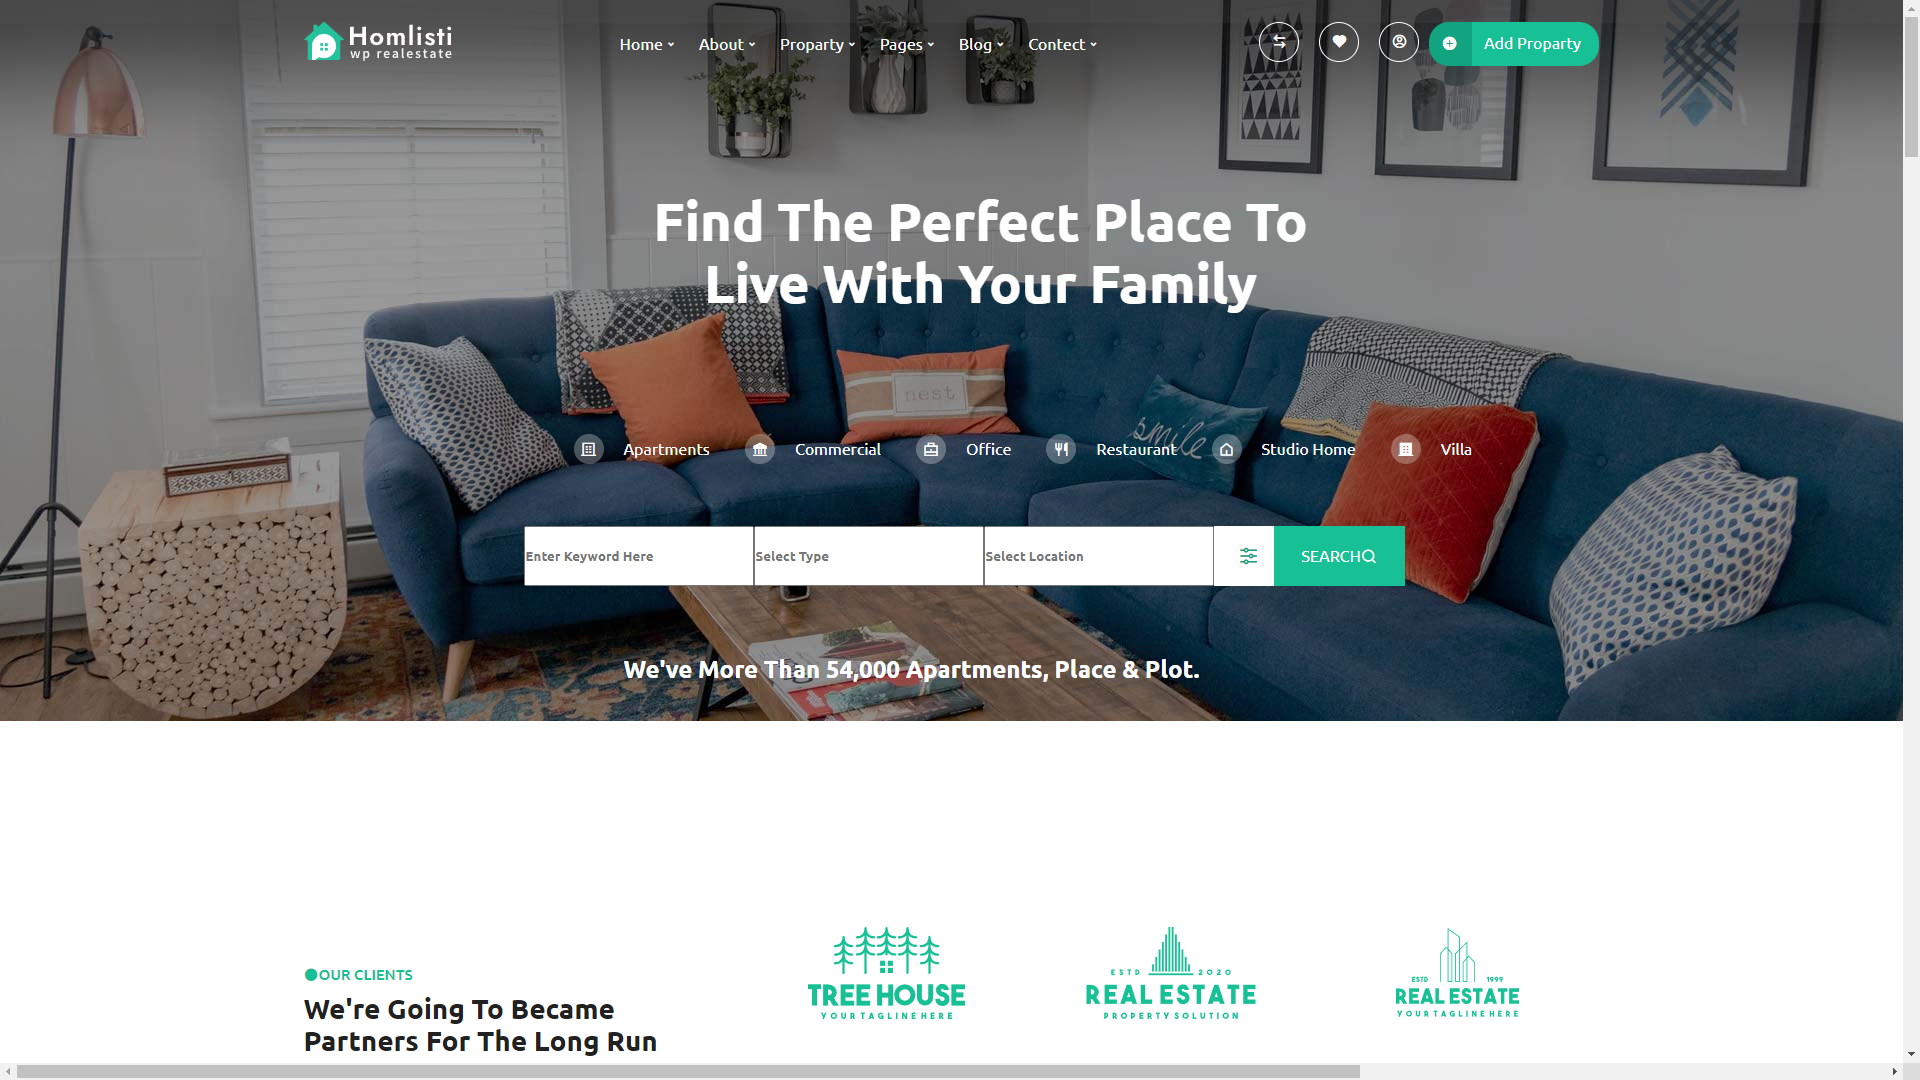 Homlisti
wp realestate
Home
About
Proparty
Pages
Blog
Contect
Add Proparty
Find The Perfect Place To
Live With Your Family
nest
smile
Apartments
Commercial
Office
Restaurant
Studio Home
Villa
Enter Keyword Here
Select Type
Select Location
SEARCH
We've More Than 54,000 Apartments, Place & Plot.
OUR CLIENTS
We're Going To Became
Partners For The Long Run
TREE HOUSE
YOUR TAGLINE HERE
ESTD 2020
REAL ESTATE
PROPERTY SOLUTION
ESTD 1999
REAL ESTATE
YOUR TAGLINE HERE